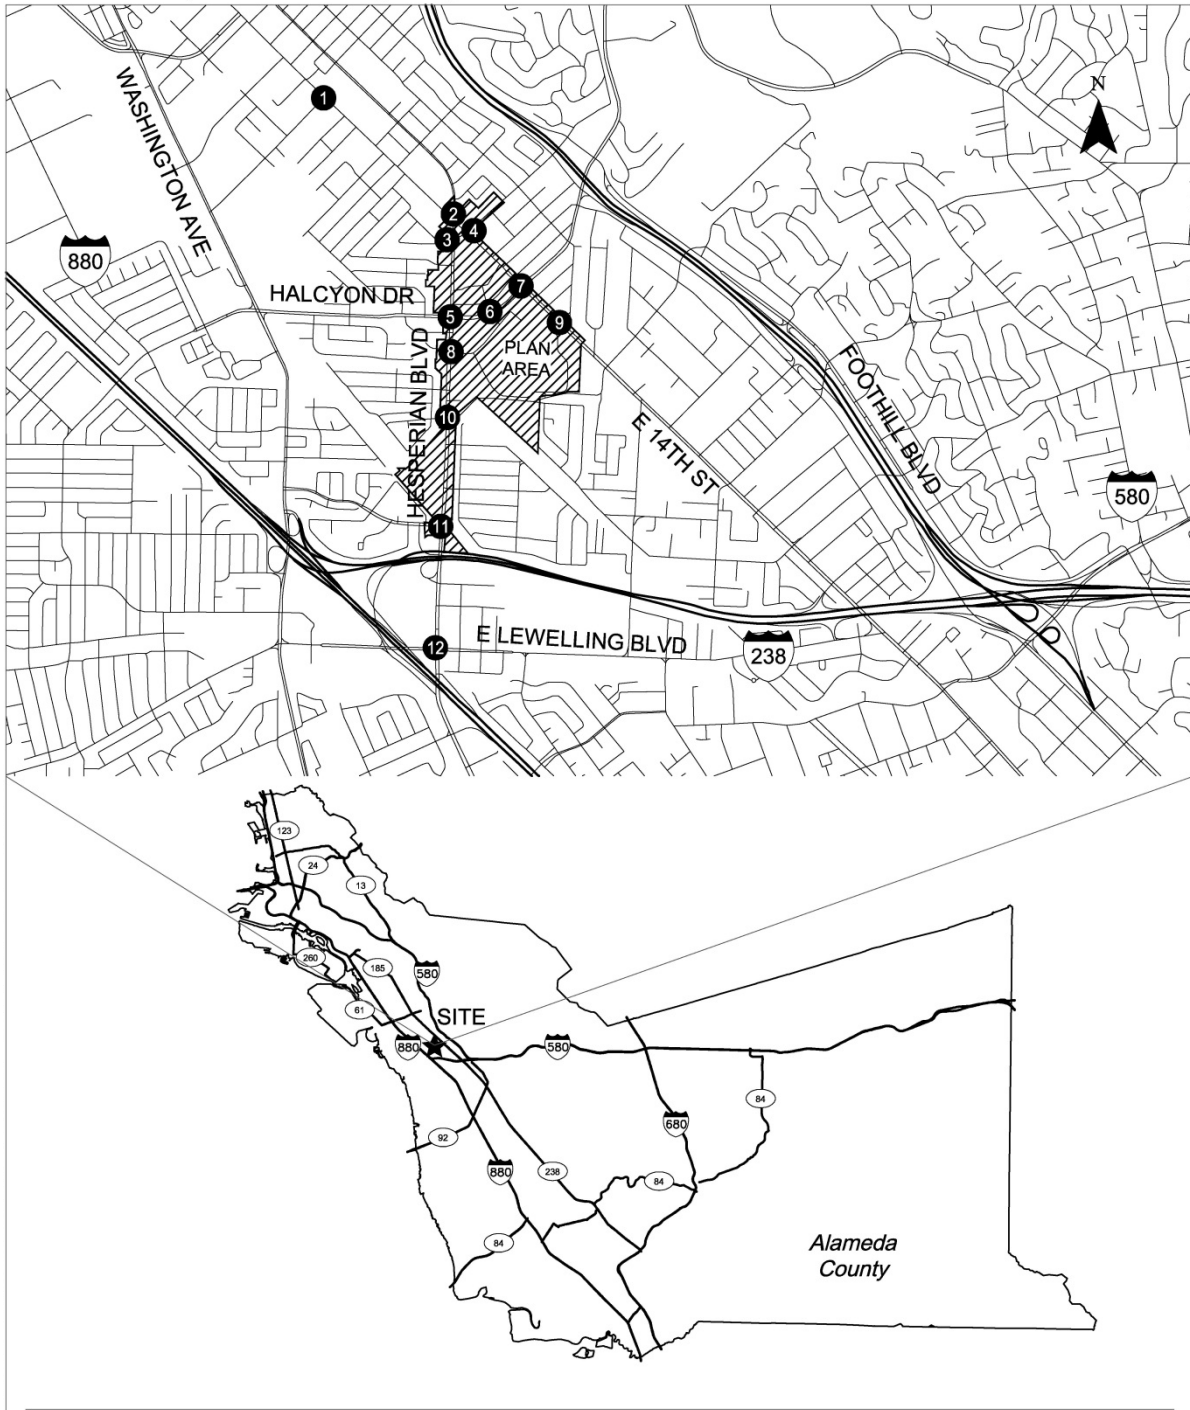 1
N
WASHINGTON AVE
880
2
4
3
HALCYON DR
7
5
6
9
8
PLAN
AREA
HESPERIAN BLVD
FOOTHILL BLVD
10
E 14TH ST
580
11
12
E LEWELLING BLVD
238
123
24
13
260
185
580
61
SITE
880
580
84
680
92
880
238
84
84
Alameda
County